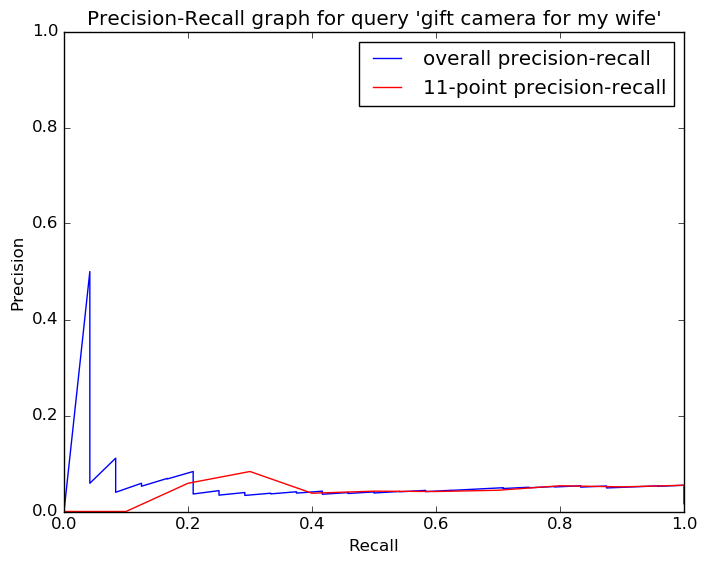 Precision-Recall graph for query 'gift camera for my wife'
1.0
overall precision-recall
11-point precision-recall
0.8
0.6
Precision
0.4
0.2
0.0
0.0 0.2 0.4 0.6 0.8 1.0
Recall